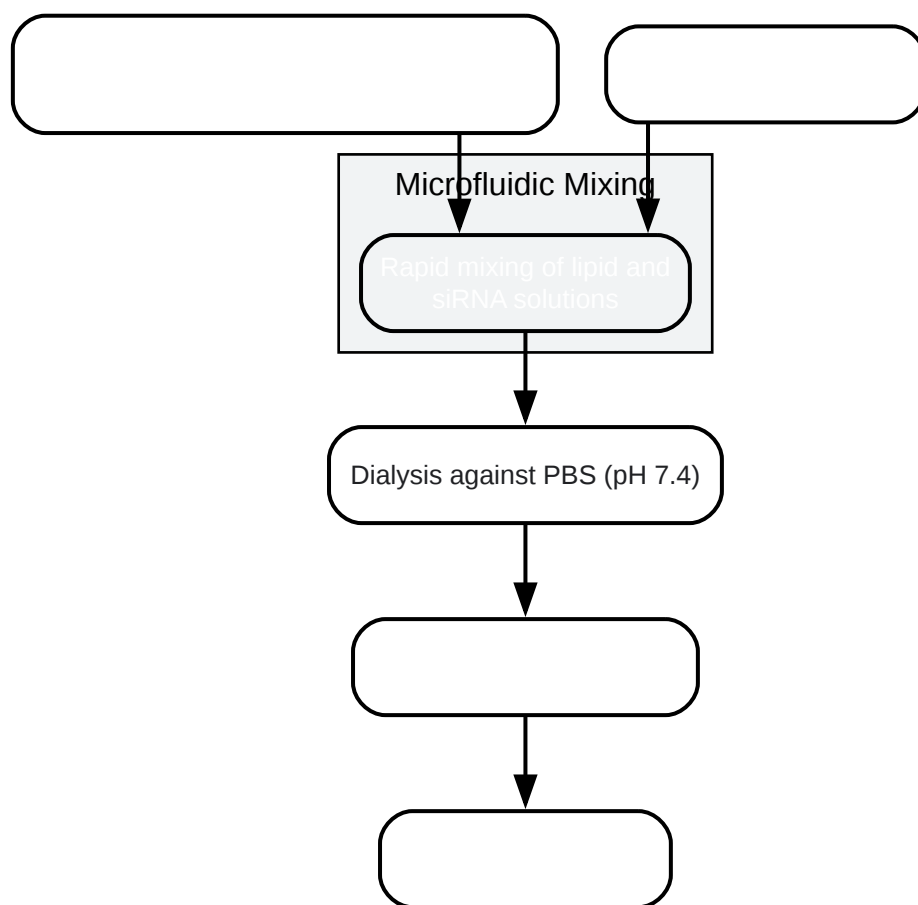 Microfluidic Mixing
Rapid mixing of lipid and
siRNA solutions
Dialysis against PBS (pH 7.4)